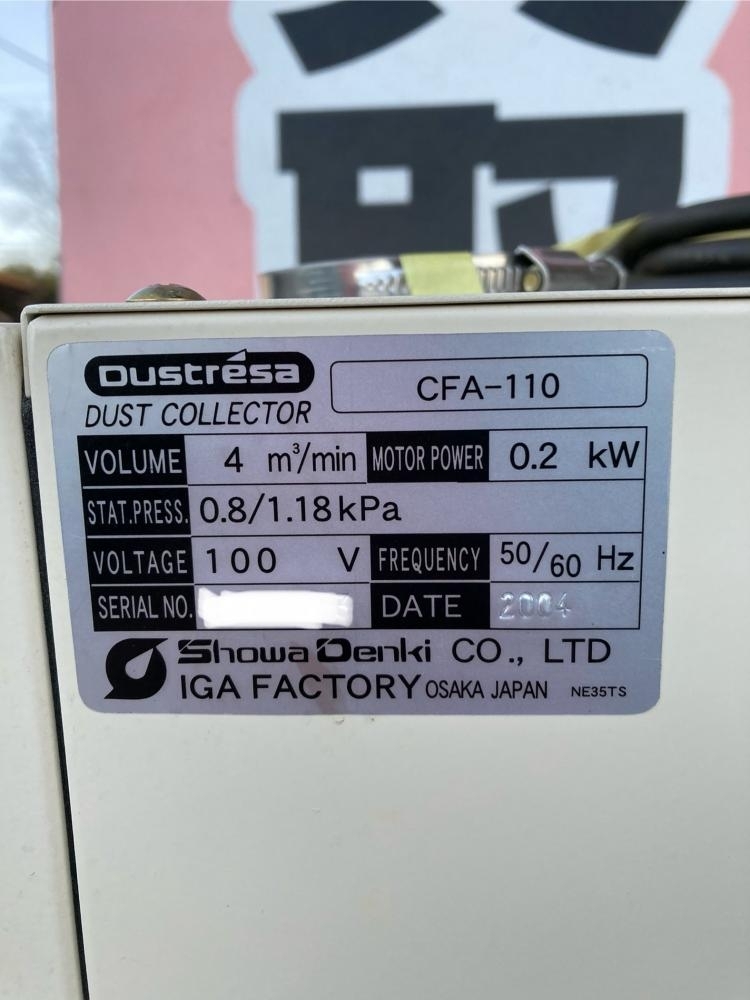 Dustrésa
CFA-110
DUST COLLECTOR
VOLUME 4 m³/min MOTOR POWER 0.2 kW
STAT.PRESS. 0.8/1.18kPa
VOLTAGE 100 V FREQUENCY 50/60 Hz
SERIAL NO. DATE 2004
Showa Denki CO., LTD
IGA FACTORY OSAKA JAPAN NE35TS